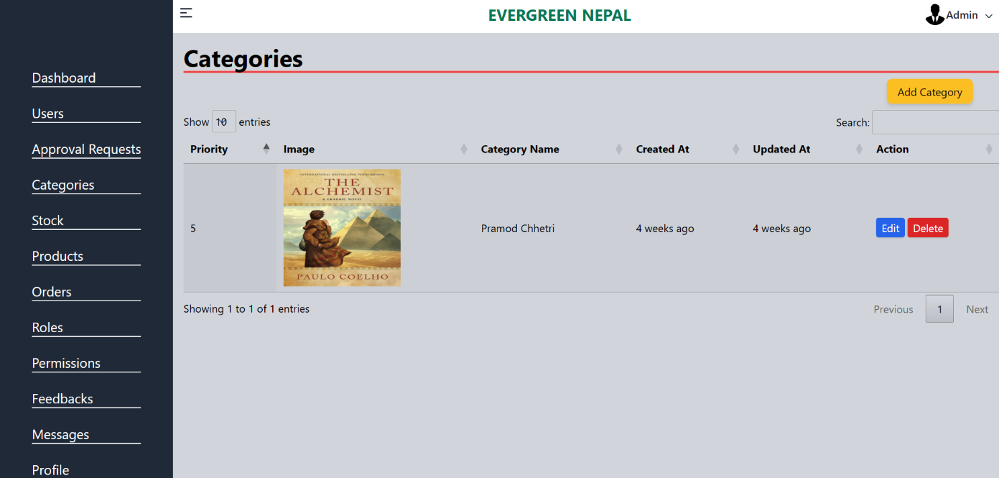 EVERGREEN NEPAL
Admin
Dashboard
Users
Approval Requests
Categories
Stock
Products
Orders
Roles
Permissions
Feedbacks
Messages
Profile
Categories
Add Category
Show 10 entries
Search:
Priority Image Category Name Created At Updated At Action
INTERNATIONAL BESTSELLING PHENOMENON
THE
ALCHEMIST
A GRAPHIC NOVEL
PAULO COELHO
5 Pramod Chhetri 4 weeks ago 4 weeks ago Edit Delete
Showing 1 to 1 of 1 entries
Previous 1 Next